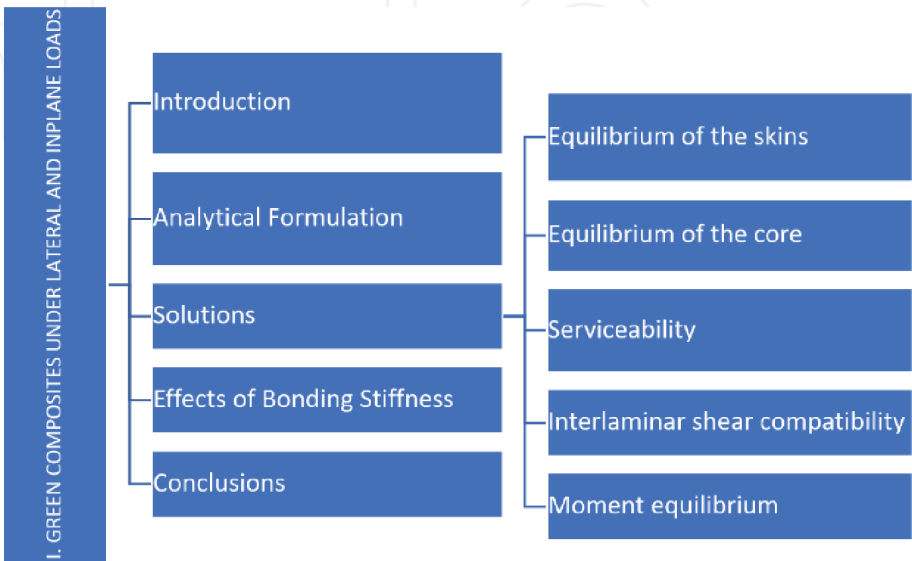 I. GREEN COMPOSITES UNDER LATERAL AND INPLANE LOADS
Introduction
Analytical Formulation
Solutions
Effects of Bonding Stiffness
Conclusions
Equilibrium of the skins
Equilibrium of the core
Serviceability
Interlaminar shear compatibility
Moment equilibrium